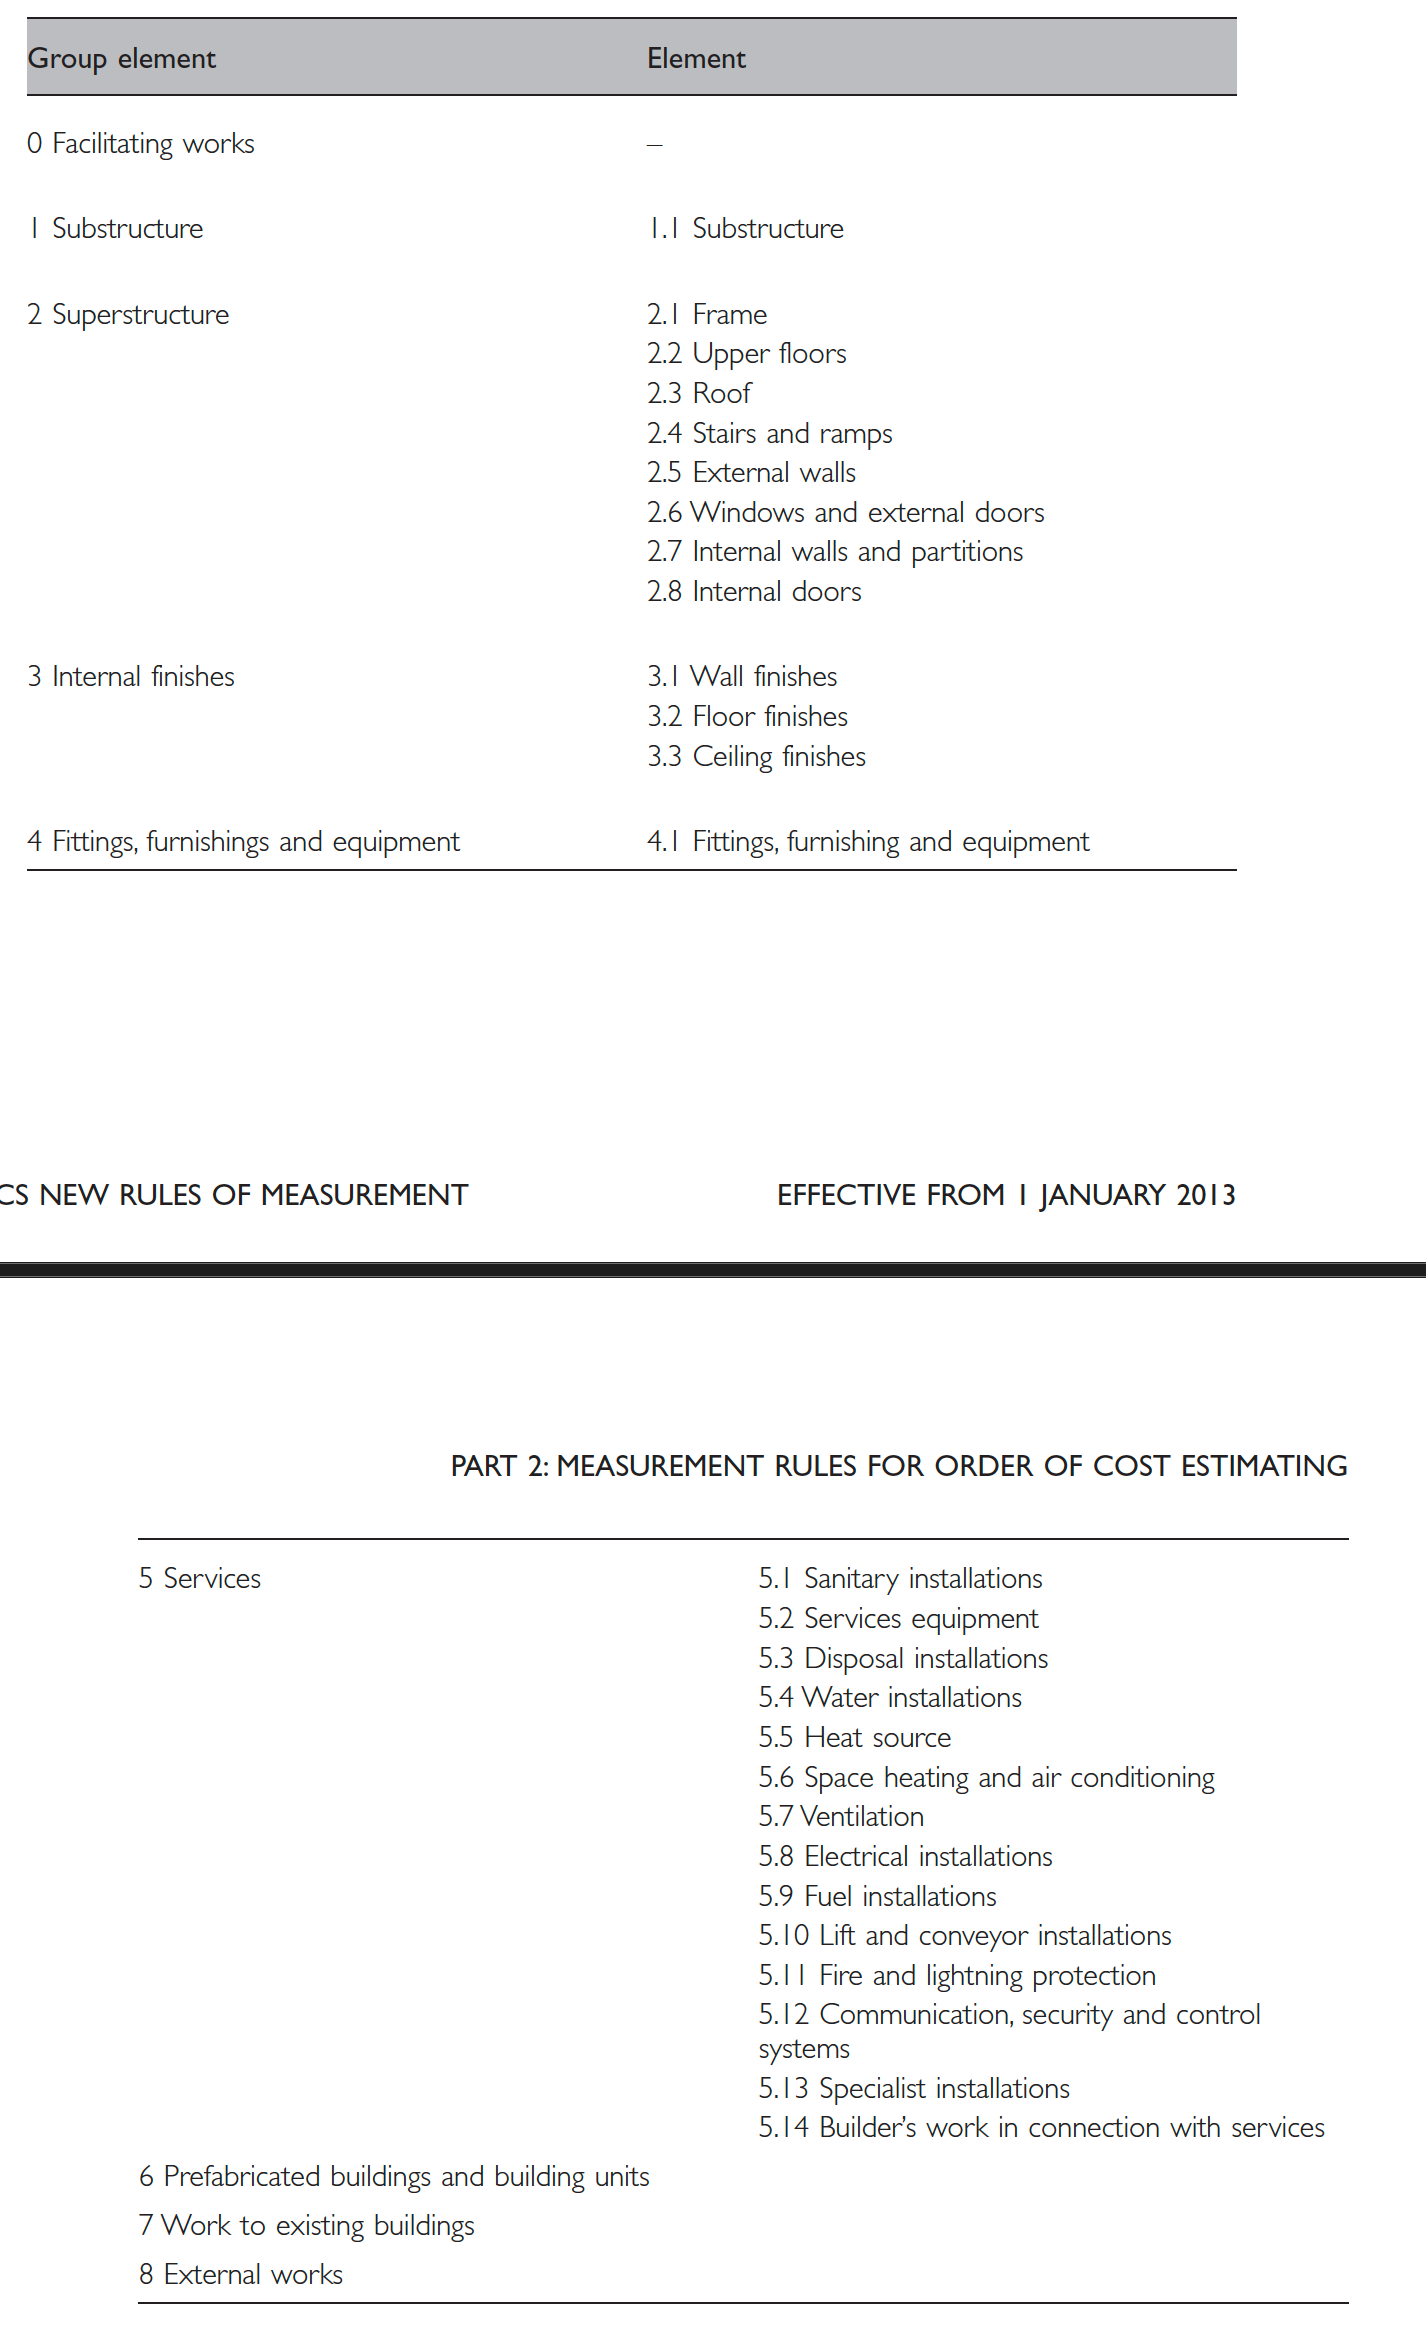 Group element Element
0 Facilitating works –
1 Substructure 1.1 Substructure
2 Superstructure 2.1 Frame
2.2 Upper floors
2.3 Roof
2.4 Stairs and ramps
2.5 External walls
2.6 Windows and external doors
2.7 Internal walls and partitions
2.8 Internal doors
3 Internal finishes 3.1 Wall finishes
3.2 Floor finishes
3.3 Ceiling finishes
4 Fittings, furnishings and equipment 4.1 Fittings, furnishing and equipment
CS NEW RULES OF MEASUREMENT EFFECTIVE FROM 1 JANUARY 2013
PART 2: MEASUREMENT RULES FOR ORDER OF COST ESTIMATING
5 Services 5.1 Sanitary installations
5.2 Services equipment
5.3 Disposal installations
5.4 Water installations
5.5 Heat source
5.6 Space heating and air conditioning
5.7 Ventilation
5.8 Electrical installations
5.9 Fuel installations
5.10 Lift and conveyor installations
5.11 Fire and lightning protection
5.12 Communication, security and control
systems
5.13 Specialist installations
5.14 Builder’s work in connection with services
6 Prefabricated buildings and building units
7 Work to existing buildings
8 External works